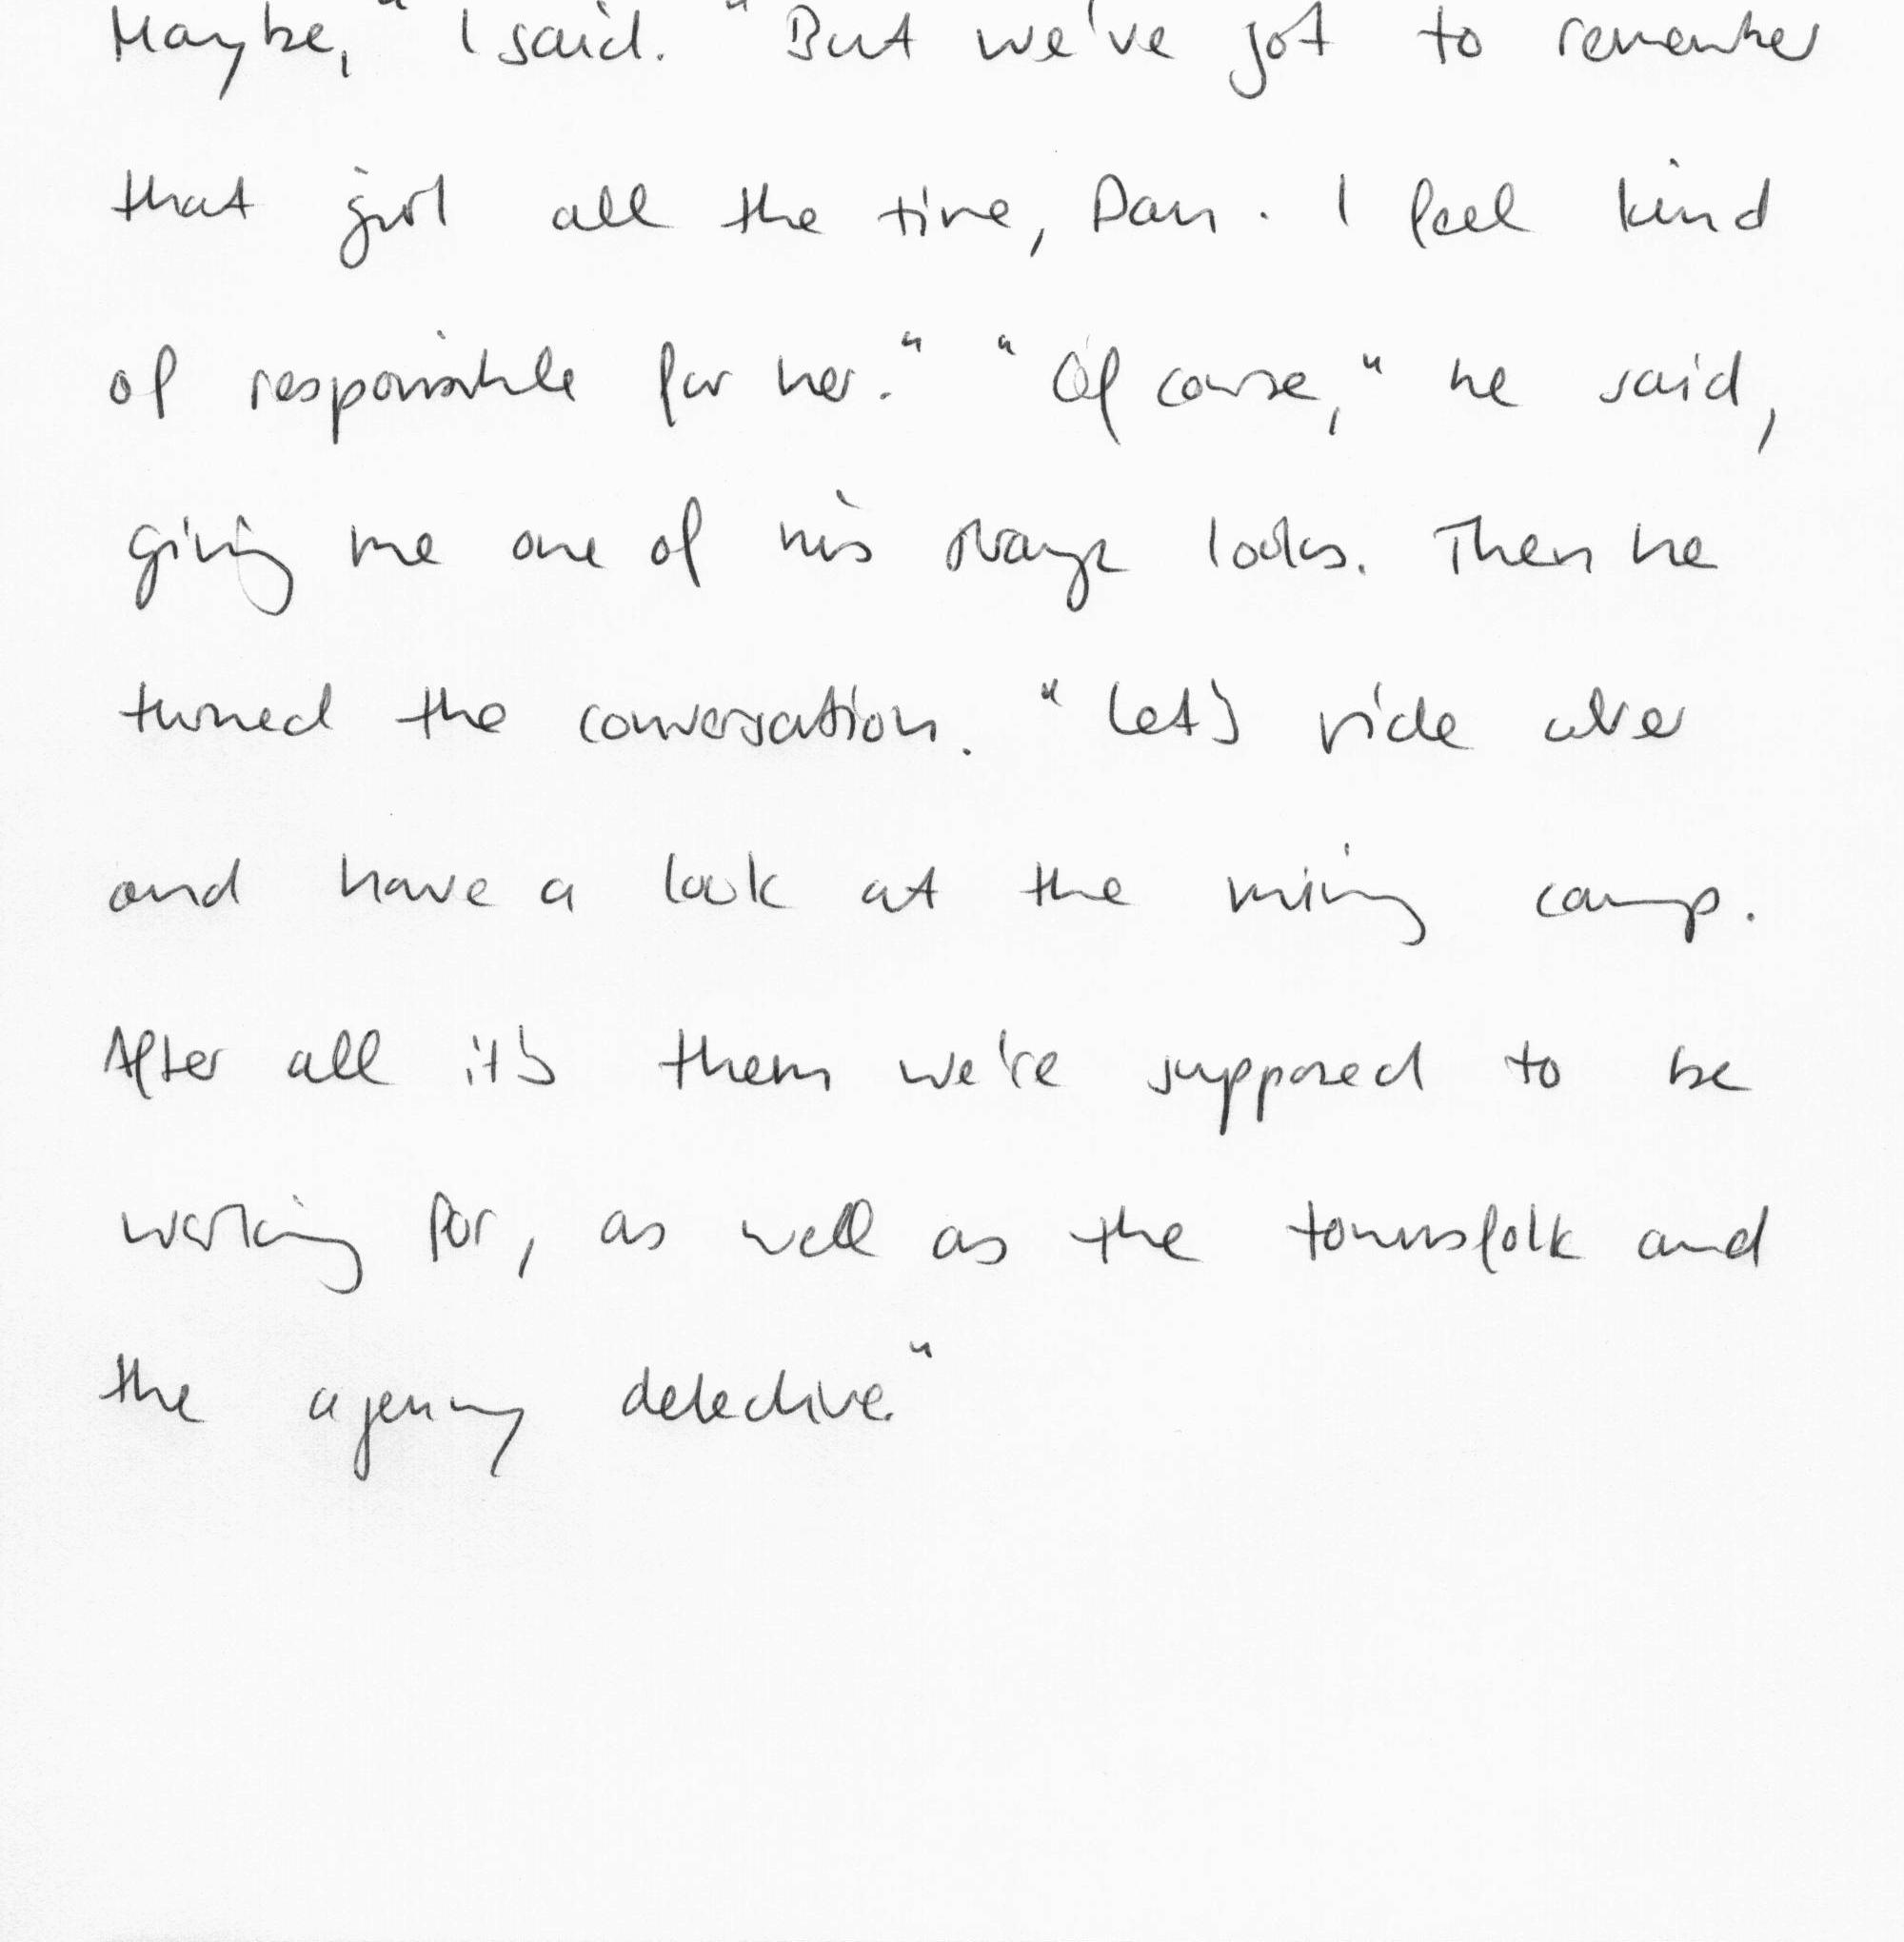 Maybe," I said. "But we've got to remember
that girl all the time, Dan. I feel kind
of responsible for her." "Of course," he said,
giving me one of his strange looks. Then he
turned the conversation. "Let's ride over
and have a look at the mining camp.
After all it's them we're supposed to be
working for, as well as the townsfolk and
the agency detective."